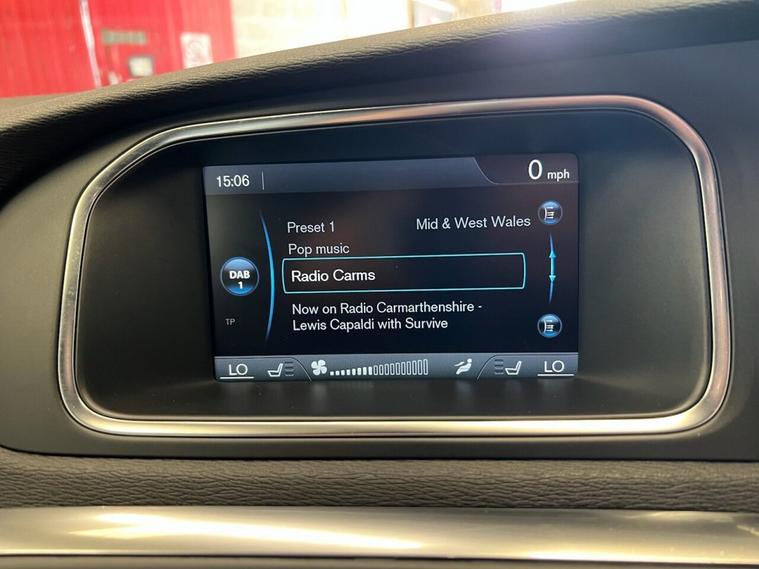 15:06
0 mph
Preset 1
Mid & West Wales
Pop music
DAB
1
Radio Carms
TP
Now on Radio Carmarthenshire -
Lewis Capaldi with Survive
LO
LO